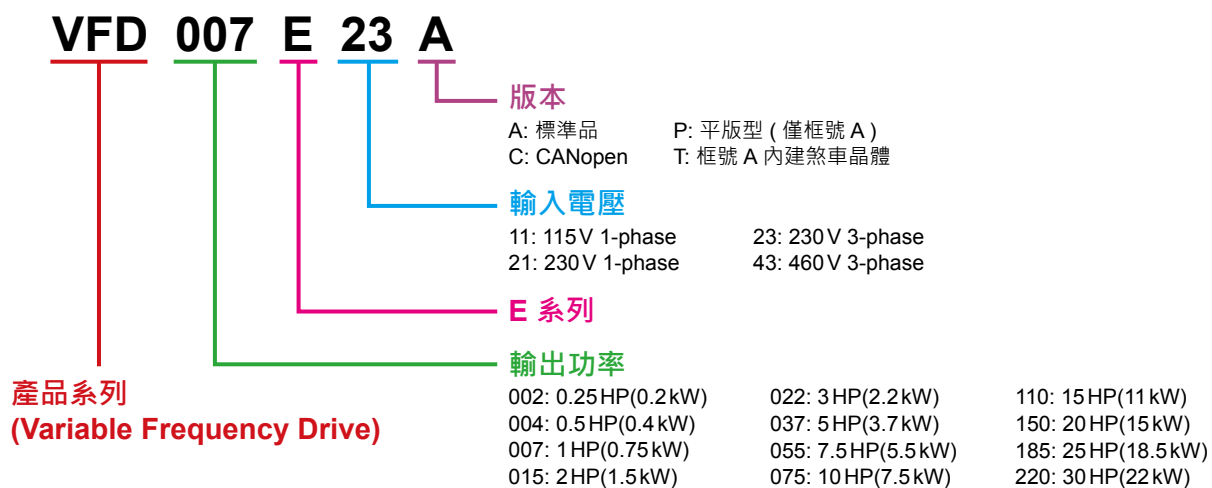 VFD 007 E 23 A
版本
A: 標準品 P: 平版型 ( 僅框號 A )
C: CANopen T: 框號 A 內建煞車晶體
輸入電壓
11: 115V 1-phase 23: 230V 3-phase
21: 230V 1-phase 43: 460V 3-phase
E 系列
輸出功率
002: 0.25HP(0.2kW) 022: 3HP(2.2kW) 110: 15HP(11kW)
004: 0.5HP(0.4kW) 037: 5HP(3.7kW) 150: 20HP(15kW)
007: 1HP(0.75kW) 055: 7.5HP(5.5kW) 185: 25HP(18.5kW)
015: 2HP(1.5kW) 075: 10HP(7.5kW) 220: 30HP(22kW)
產品系列
(Variable Frequency Drive)